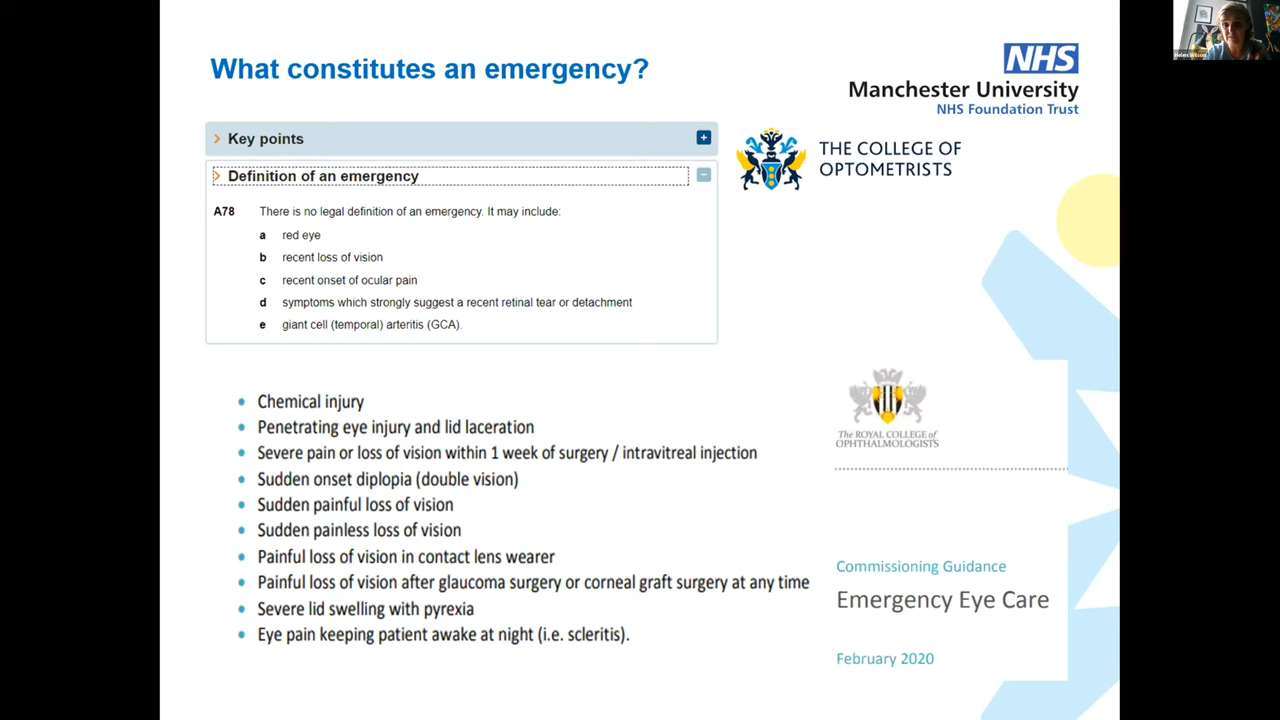 What constitutes an emergency?
NHS
Manchester University
NHS Foundation Trust
Key points
THE COLLEGE OF
OPTOMETRISTS
Definition of an emergency
A78 There is no legal definition of an emergency. It may include:
a red eye
b recent loss of vision
c recent onset of ocular pain
d symptoms which strongly suggest a recent retinal tear or detachment
e giant cell (temporal) arteritis (GCA).
• Chemical injury
• Penetrating eye injury and lid laceration
• Severe pain or loss of vision within 1 week of surgery / intravitreal injection
• Sudden onset diplopia (double vision)
• Sudden painful loss of vision
• Sudden painless loss of vision
• Painful loss of vision in contact lens wearer
• Painful loss of vision after glaucoma surgery or corneal graft surgery at any time
• Severe lid swelling with pyrexia
• Eye pain keeping patient awake at night (i.e. scleritis).
The Royal College of
OPHTHALMOLOGISTS
Commissioning Guidance
Emergency Eye Care
February 2020
Helen Wilson